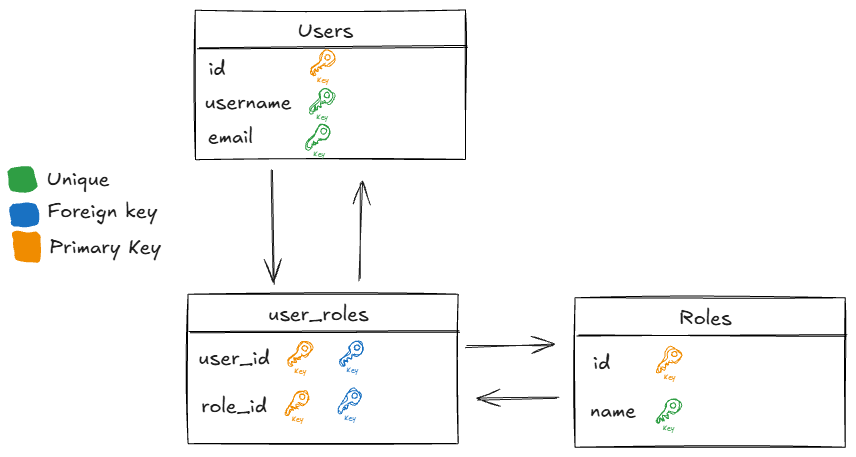 Users
id
Key
username
Key
email
Key
Unique
Foreign key
Primary Key
user_roles
user_id
Key
Key
role_id
Key
Key
Roles
id
Key
name
Key